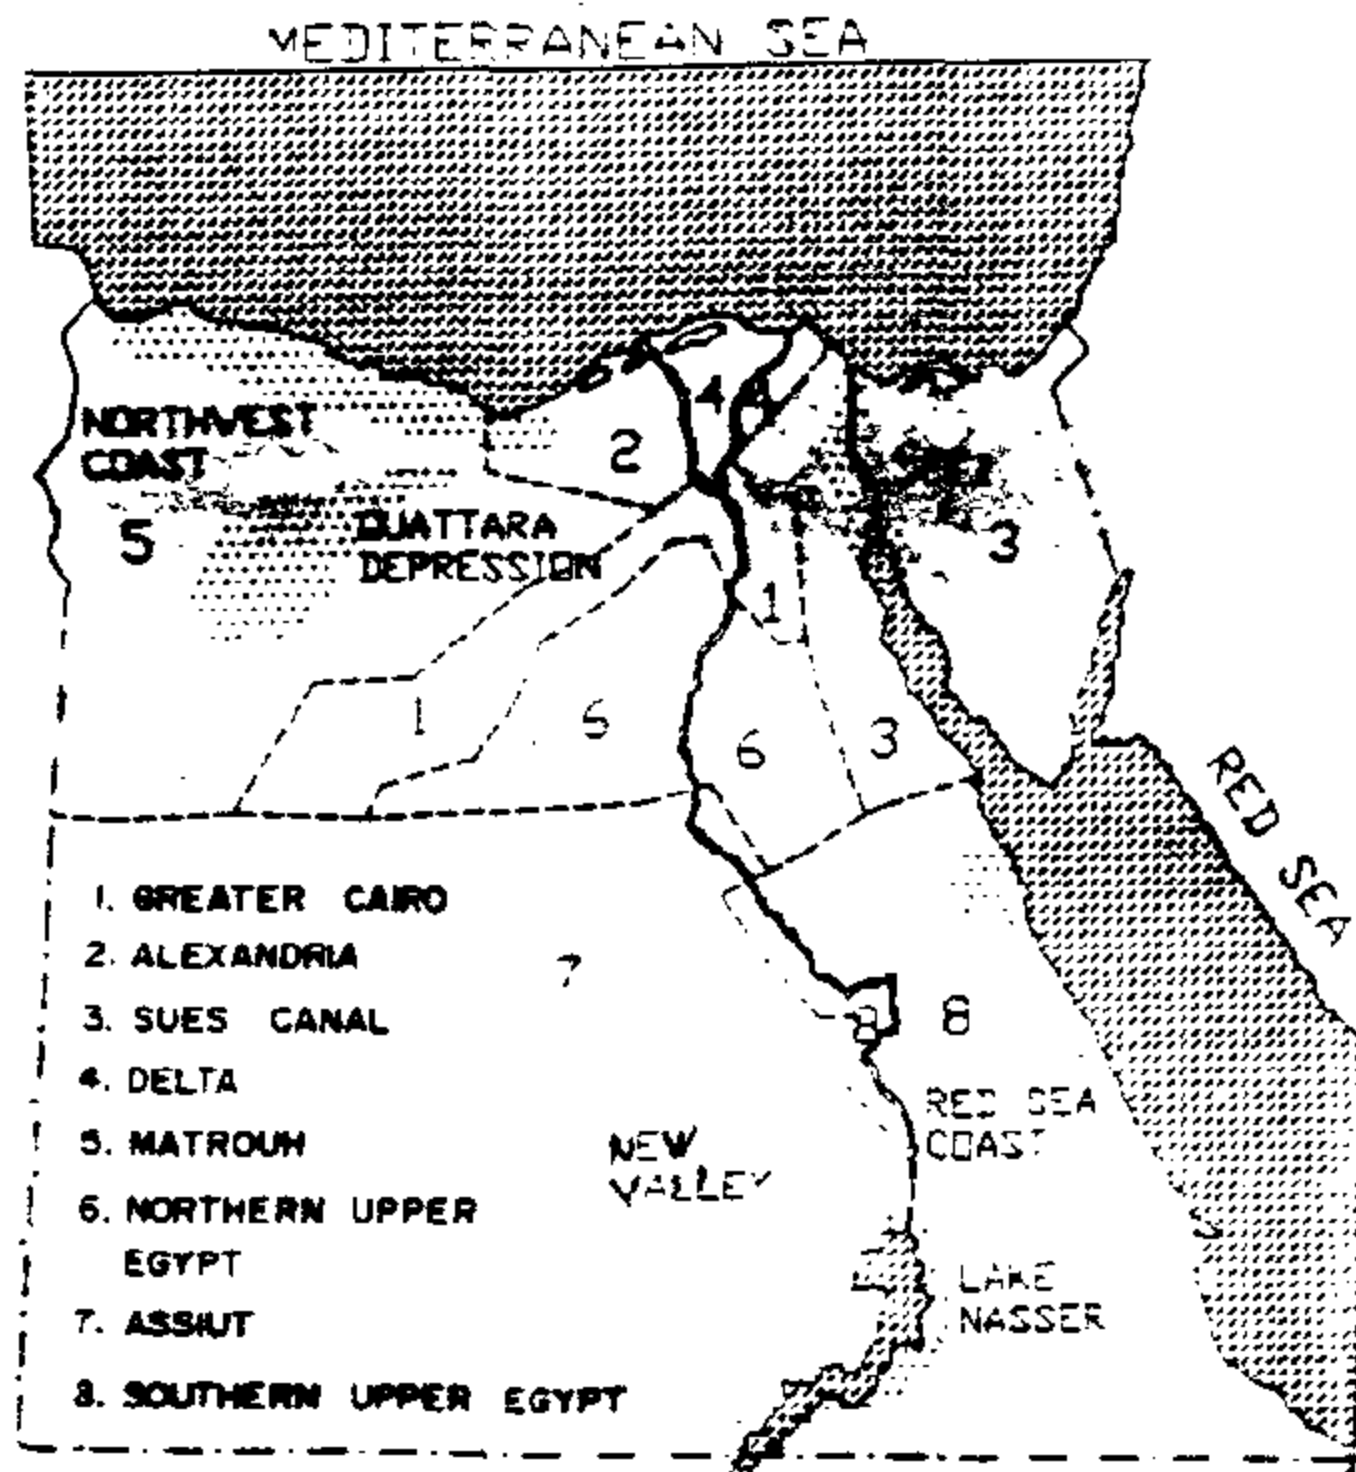 MEDITERRANEAN SEA
NORTHWEST
COAST
2
4
4
5
QUATTARA
DEPRESSION
3
1
1
6
6
3
RED SEA
1. GREATER CAIRO
2. ALEXANDRIA
3. SUES CANAL
4. DELTA
5. MATROUH
6. NORTHERN UPPER
EGYPT
7. ASSIUT
8. SOUTHERN UPPER EGYPT
7
8
8
RED SEA
COAST
NEW
VALLEY
LAKE
NASSER